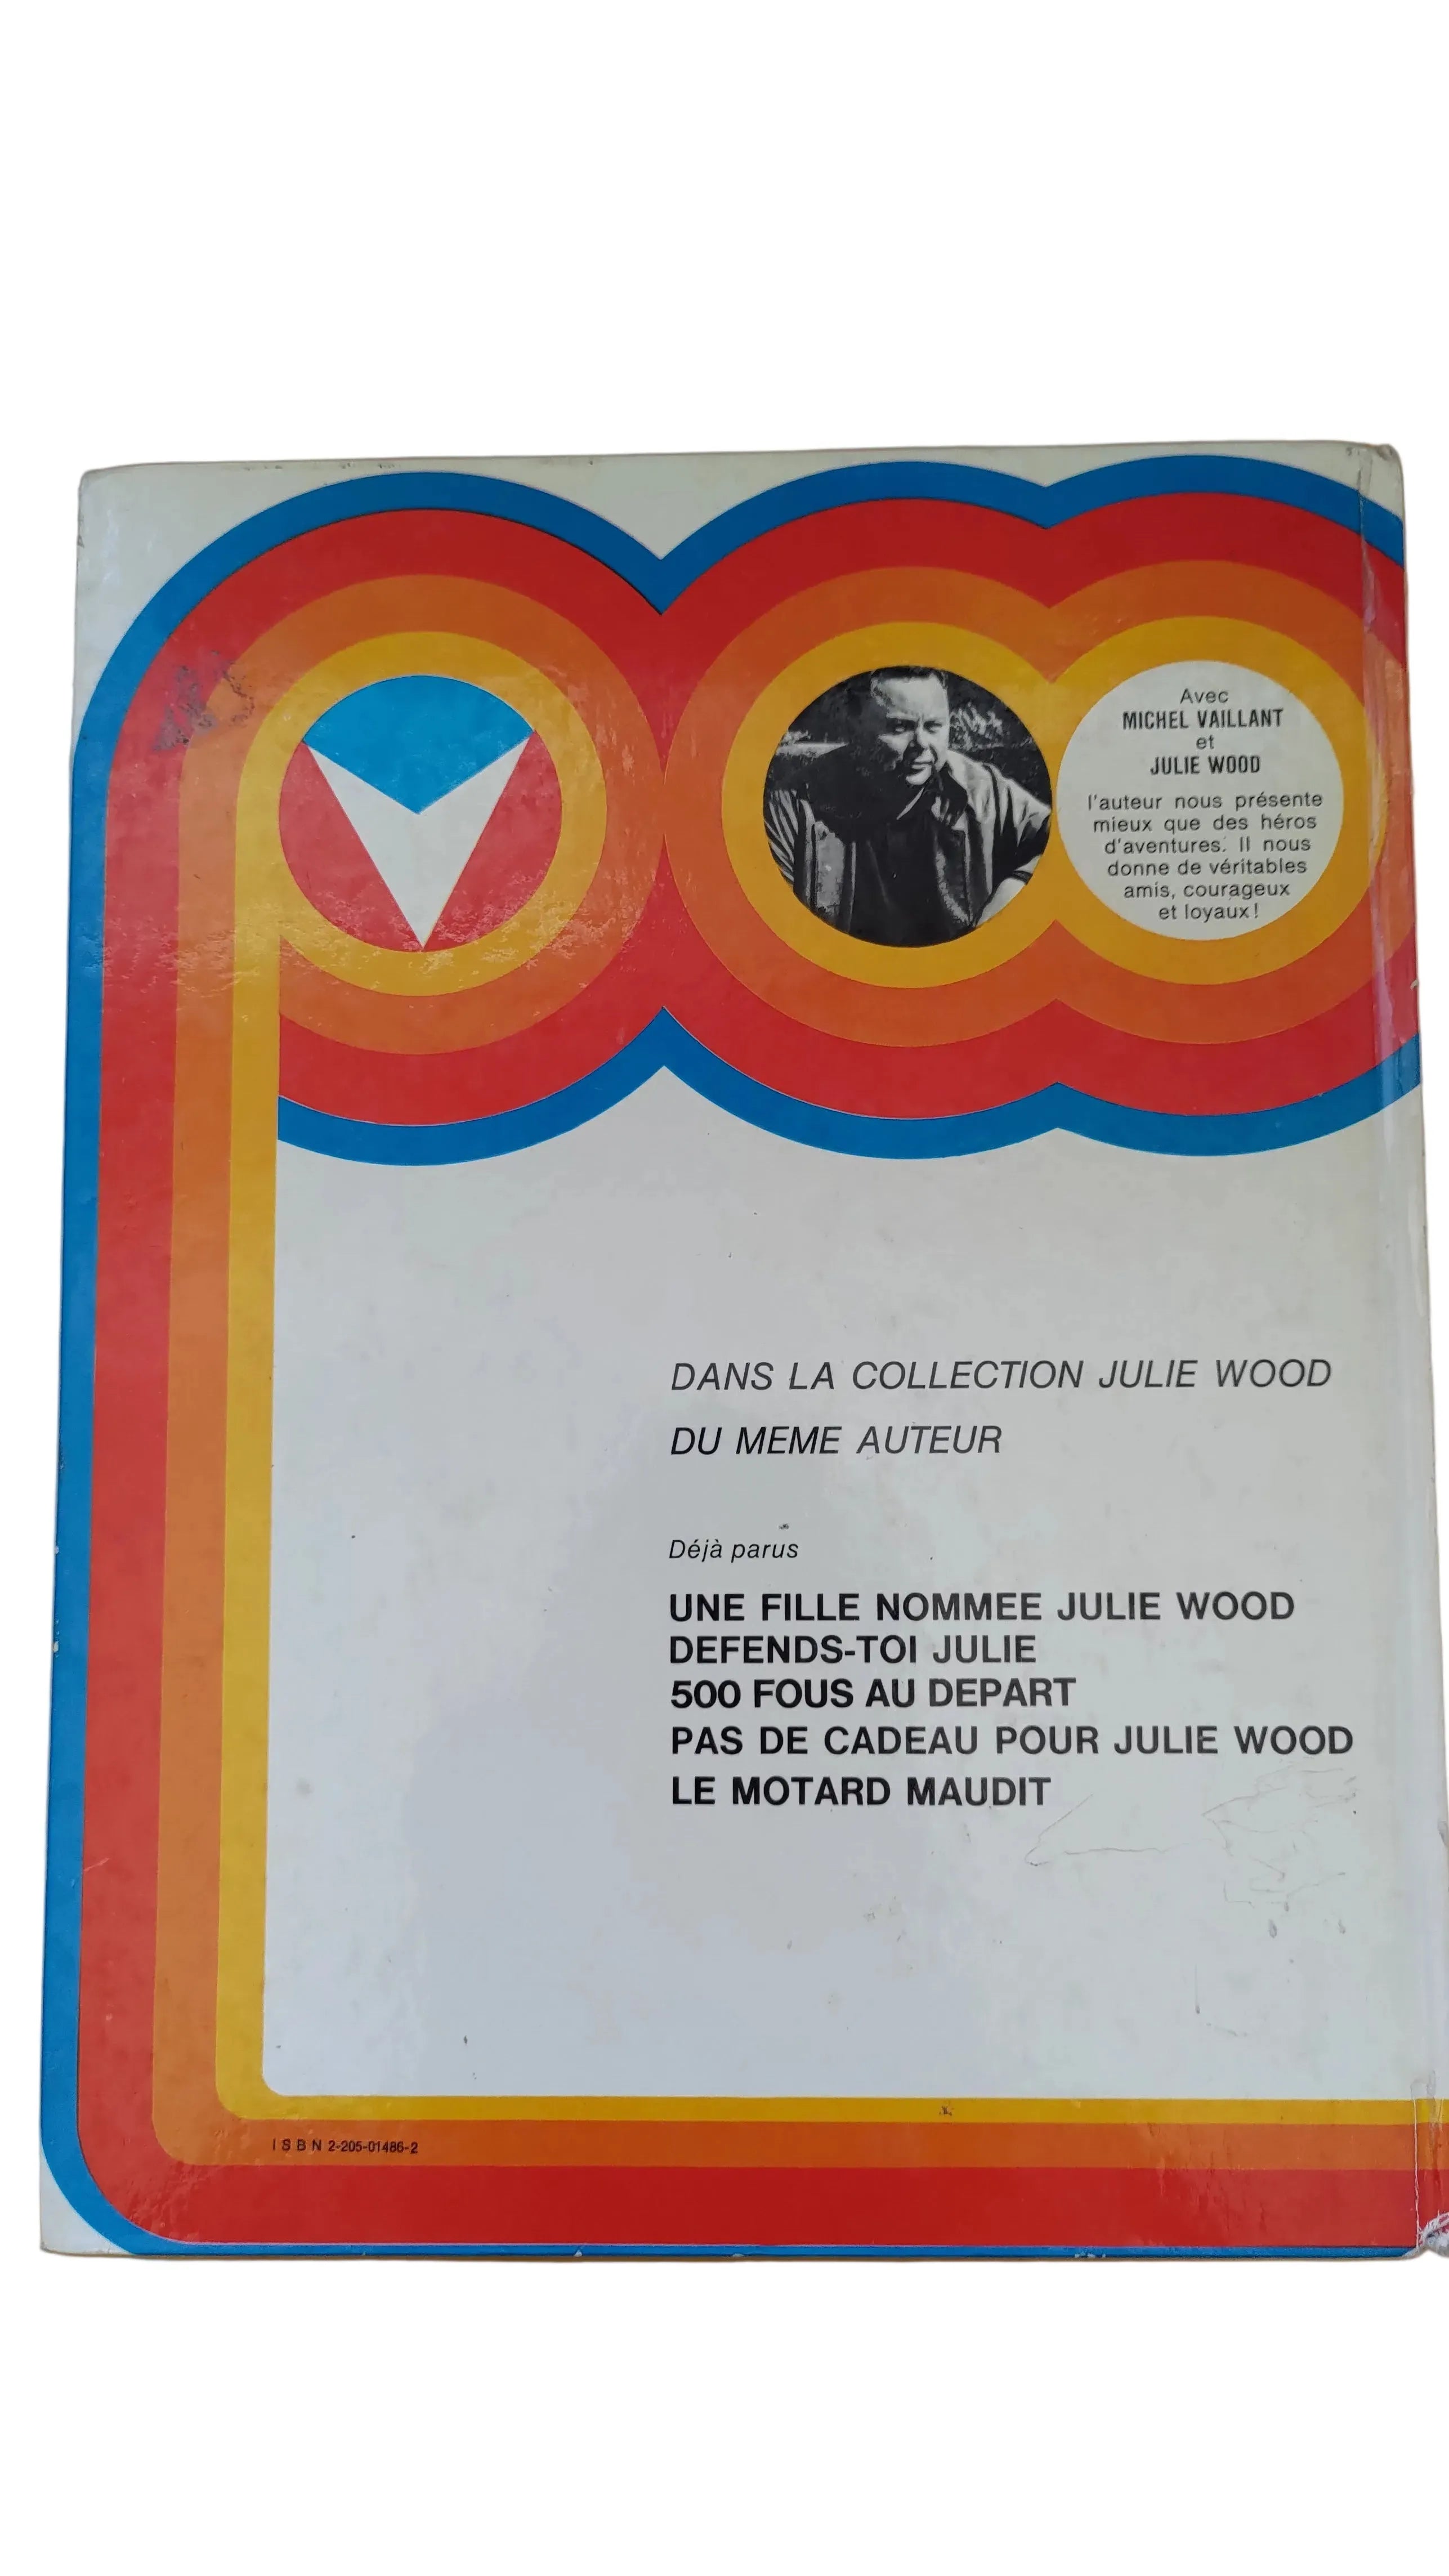 Avec
MICHEL VAILLANT
et
JULIE WOOD
l'auteur nous présente
mieux que des héros
d'aventures. Il nous
donne de véritables
amis, courageux
et loyaux!
DANS LA COLLECTION JULIE WOOD
DU MEME AUTEUR
Déjà parus
UNE FILLE NOMMEE JULIE WOOD
DEFENDS-TOI JULIE
500 FOUS AU DEPART
PAS DE CADEAU POUR JULIE WOOD
LE MOTARD MAUDIT
ISBN 2-205-01486-2